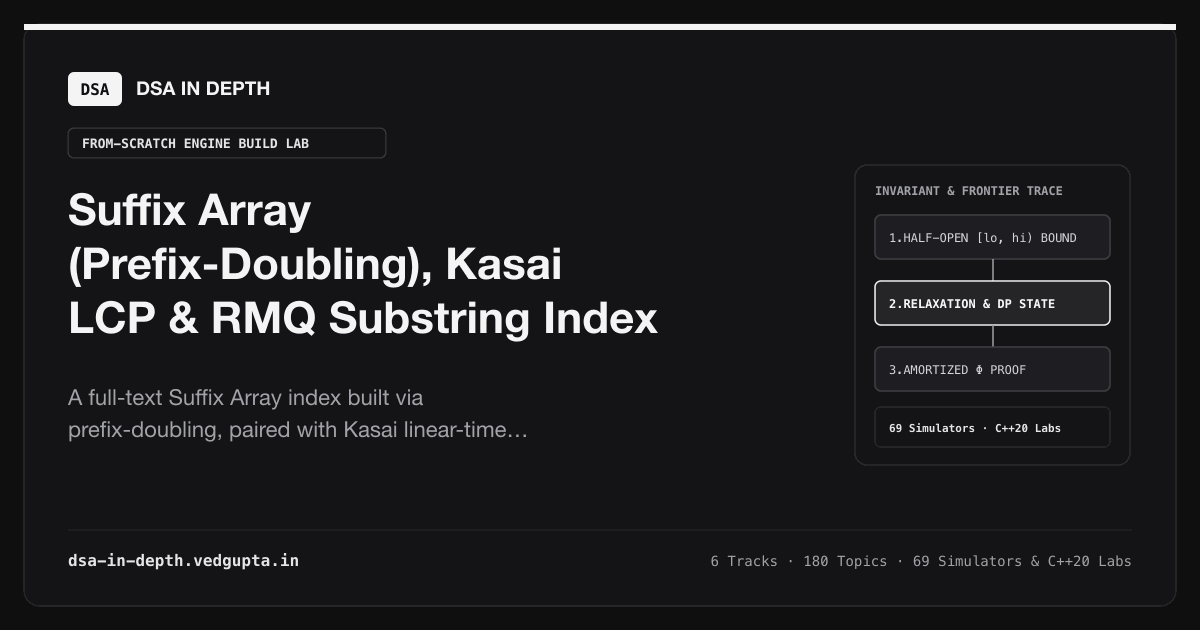 DSA
DSA IN DEPTH
FROM–SCRATCH ENGINE BUILD LAB
Suffix Array
(Prefix-Doubling), Kasai
LCP & RMQ Substring Index
A full-text Suffix Array index built via
prefix-doubling, paired with Kasai linear-time…
INVARIANT & FRONTIER TRACE
1.HALF–OPEN [lo, hi) BOUND
2.RELAXATION & DP STATE
3.AMORTIZED Φ PROOF
69 Simulators · C++20 Labs
dsa–in–depth.vedgupta.in
6 Tracks · 180 Topics · 69 Simulators & C++20 Labs